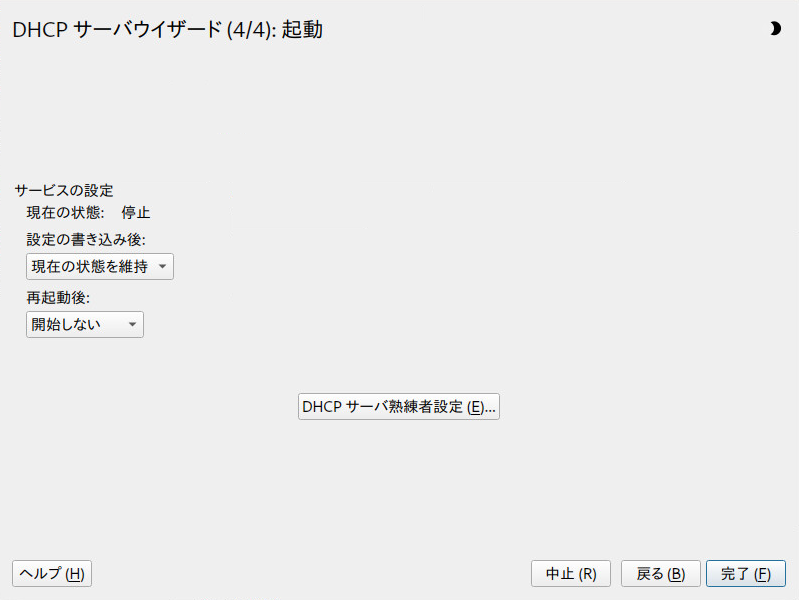 DHCP サーバウイザード (4/4): 起動
サービスの設定
現在の状態: 停止
設定の書き込み後:
現在の状態を維持
再起動後:
開始しない
DHCP サーバ熟練者設定 (E)...
ヘルプ (H)
中止 (R)
戻る (B)
完了 (F)